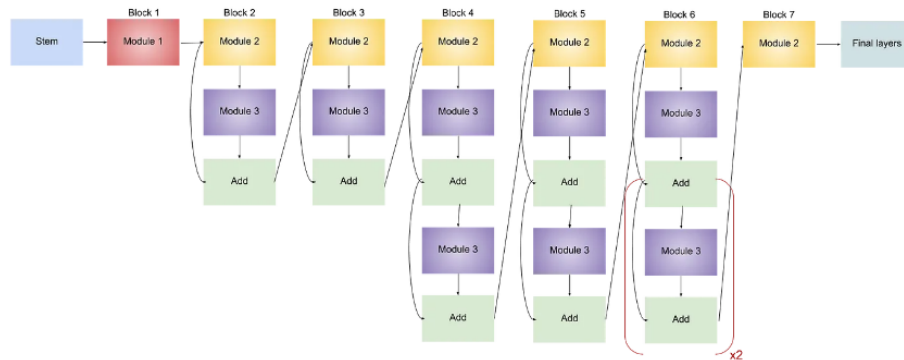 Block 1
Block 2
Block 3
Block 4
Block 5
Block 6
Block 7
Stem
Module 1
Module 2
Module 2
Module 2
Module 2
Module 2
Module 2
Final layers
Module 3
Module 3
Module 3
Module 3
Module 3
Add
Add
Add
Add
Add
Module 3
Module 3
Module 3
Add
Add
Add
x2